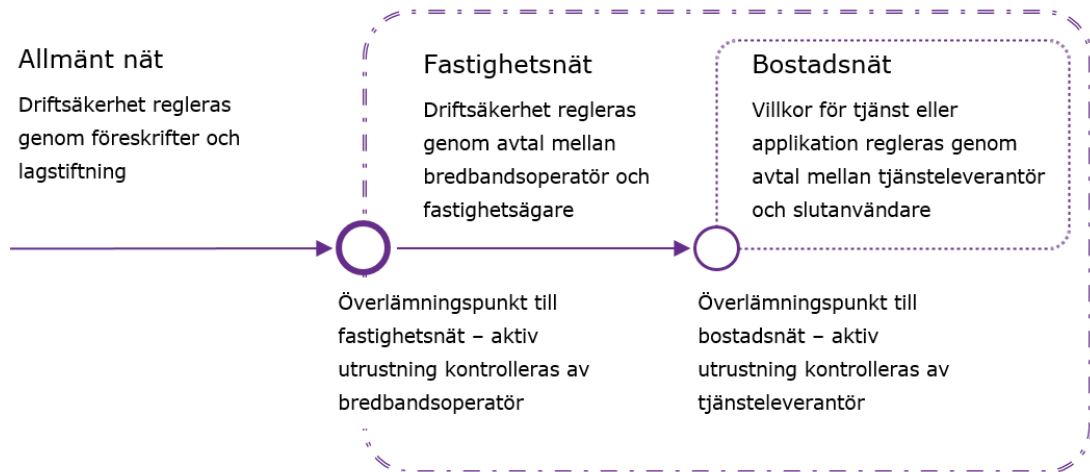 Allmänt nät
Driftsäkerhet regleras
genom föreskrifter och
lagstiftning
Fastighetsnät
Driftsäkerhet regleras
genom avtal mellan
bredbandsoperatör och
fastighetsägare
Bostadsnät
Villkor för tjänst eller
applikation regleras genom
avtal mellan tjänsteleverantör
och slutanvändare
Överlämningspunkt till
fastighetsnät – aktiv
utrustning kontrolleras av
bredbandsoperatör
Överlämningspunkt till
bostadsnät – aktiv
utrustning kontrolleras av
tjänsteleverantör